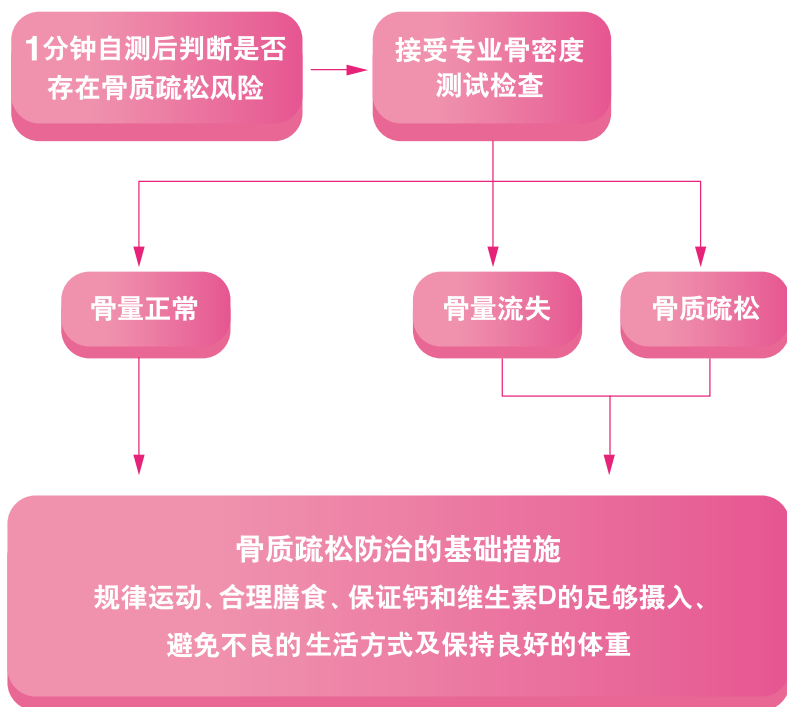 1分钟自测后判断是否
存在骨质疏松风险
接受专业骨密度
测试检查
骨量正常
骨量流失
骨质疏松
骨质疏松防治的基础措施
规律运动、合理膳食、保证钙和维生素D的足够摄入、
避免不良的生活方式及保持良好的体重